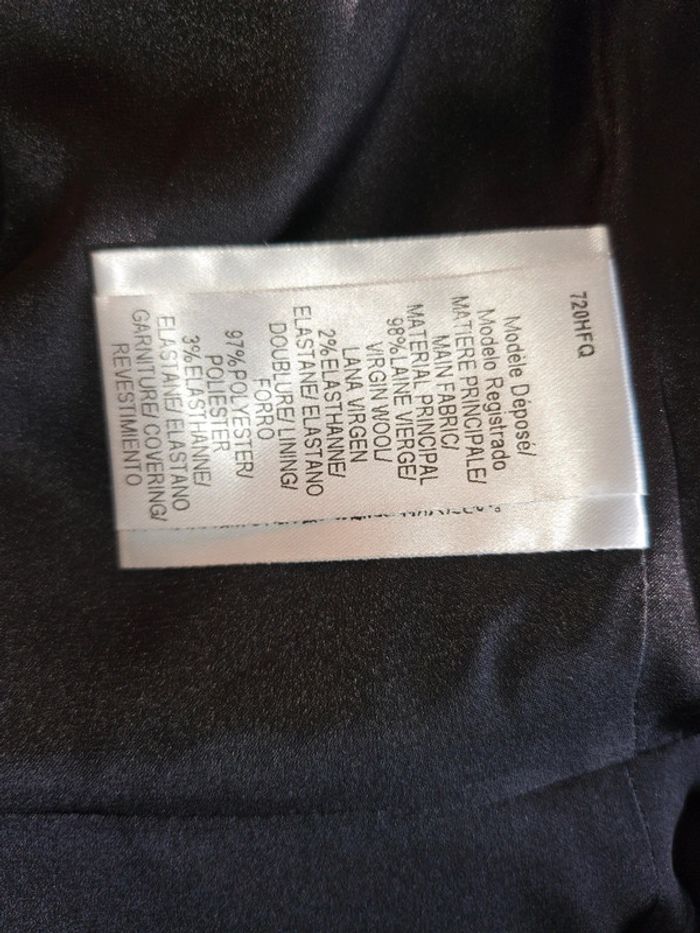 720HFQ
Modèle Déposé/
Modelo Registrado
MATIERE PRINCIPALE/
MAIN FABRIC/
MATERIAL PRINCIPAL
98% LAINE VIERGE/
VIRGIN WOOL/
LANA VIRGEN
2% ELASTHANNE/
ELASTANE/ ELASTANO
DOUBLURE/ LINING/
FORRO
97% POLYESTER/
POLIESTER
3% ELASTHANNE/
ELASTANE/ ELASTANO
GARNITURE/ COVERING/
REVESTIMIENTO